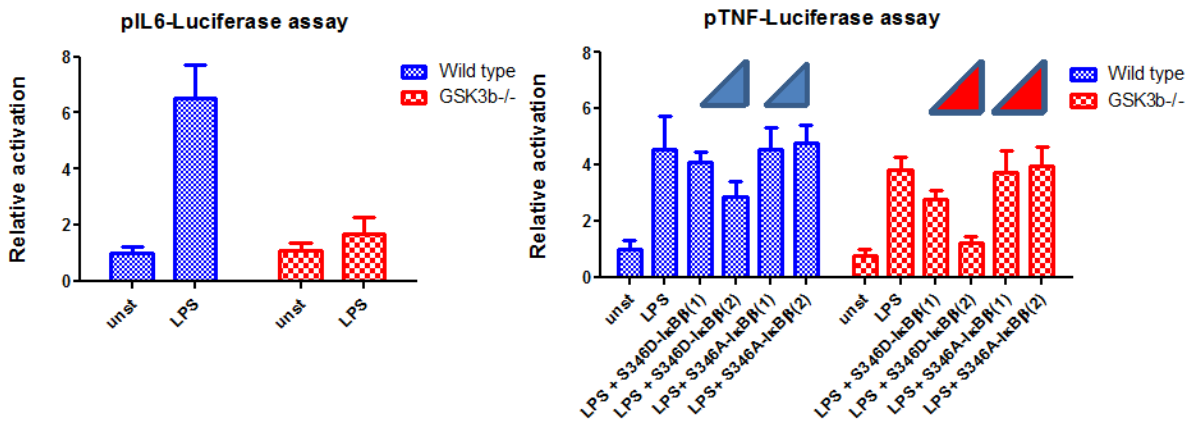 pIL6-Luciferase assay
Relative activation
8
6
4
2
0
unst
LPS
unst
LPS
Wild type
GSK3b-/-
pTNF-Luciferase assay
Relative activation
8
6
4
2
0
unst
LPS
LPS + S346D-IκBβ(1)
LPS + S346D-IκBβ(2)
LPS+ S346A-IκBβ(1)
LPS+ S346A-IκBβ(2)
unst
LPS
LPS + S346D-IκBβ(1)
LPS + S346D-IκBβ(2)
LPS+ S346A-IκBβ(1)
LPS+ S346A-IκBβ(2)
Wild type
GSK3b-/-